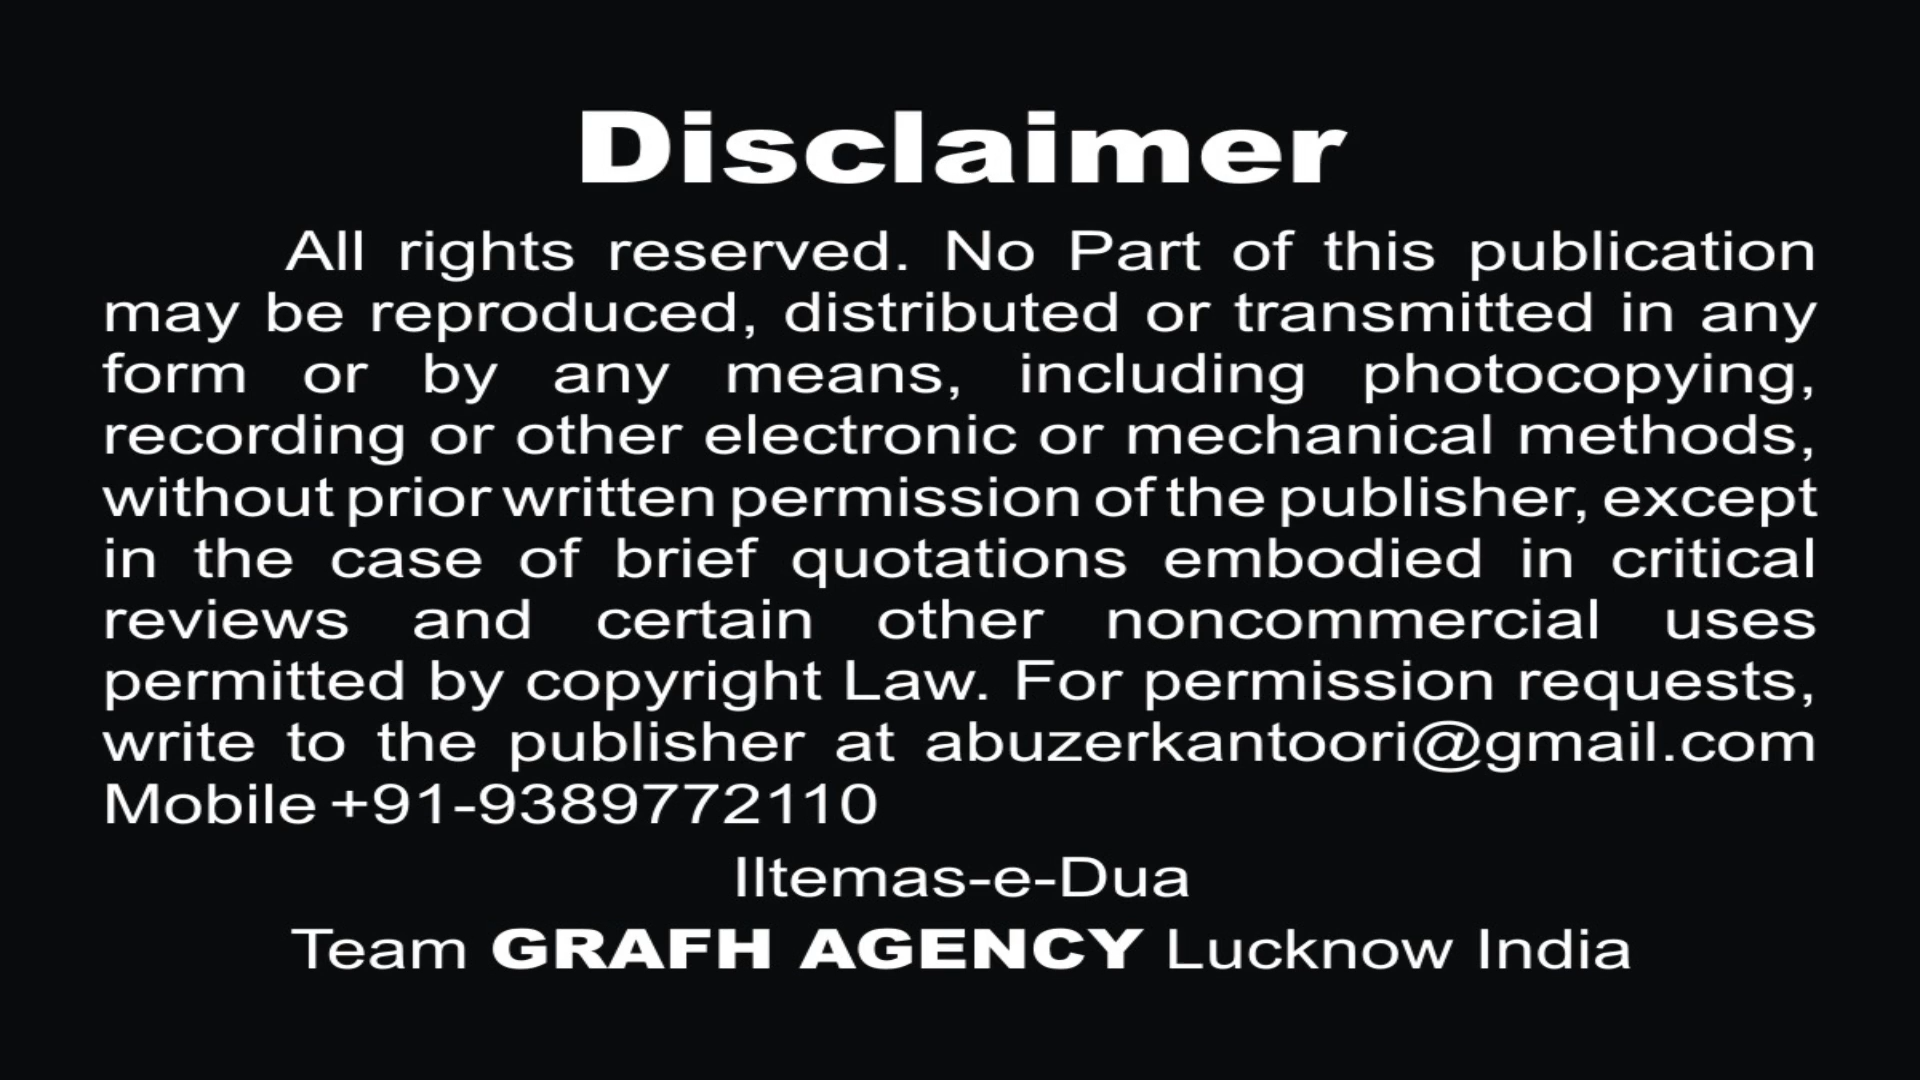 Disclaimer
All rights reserved. No Part of this publication
may be reproduced, distributed or transmitted in any
form or by any means, including photocopying,
recording or other electronic or mechanical methods,
without prior written permission of the publisher, except
in the case of brief quotations embodied in critical
reviews and certain other noncommercial uses
permitted by copyright Law. For permission requests,
write to the publisher at abuzerkantoori@gmail.com
Mobile +91-9389772110
Iltemas-e-Dua
Team GRAFH AGENCY Lucknow India